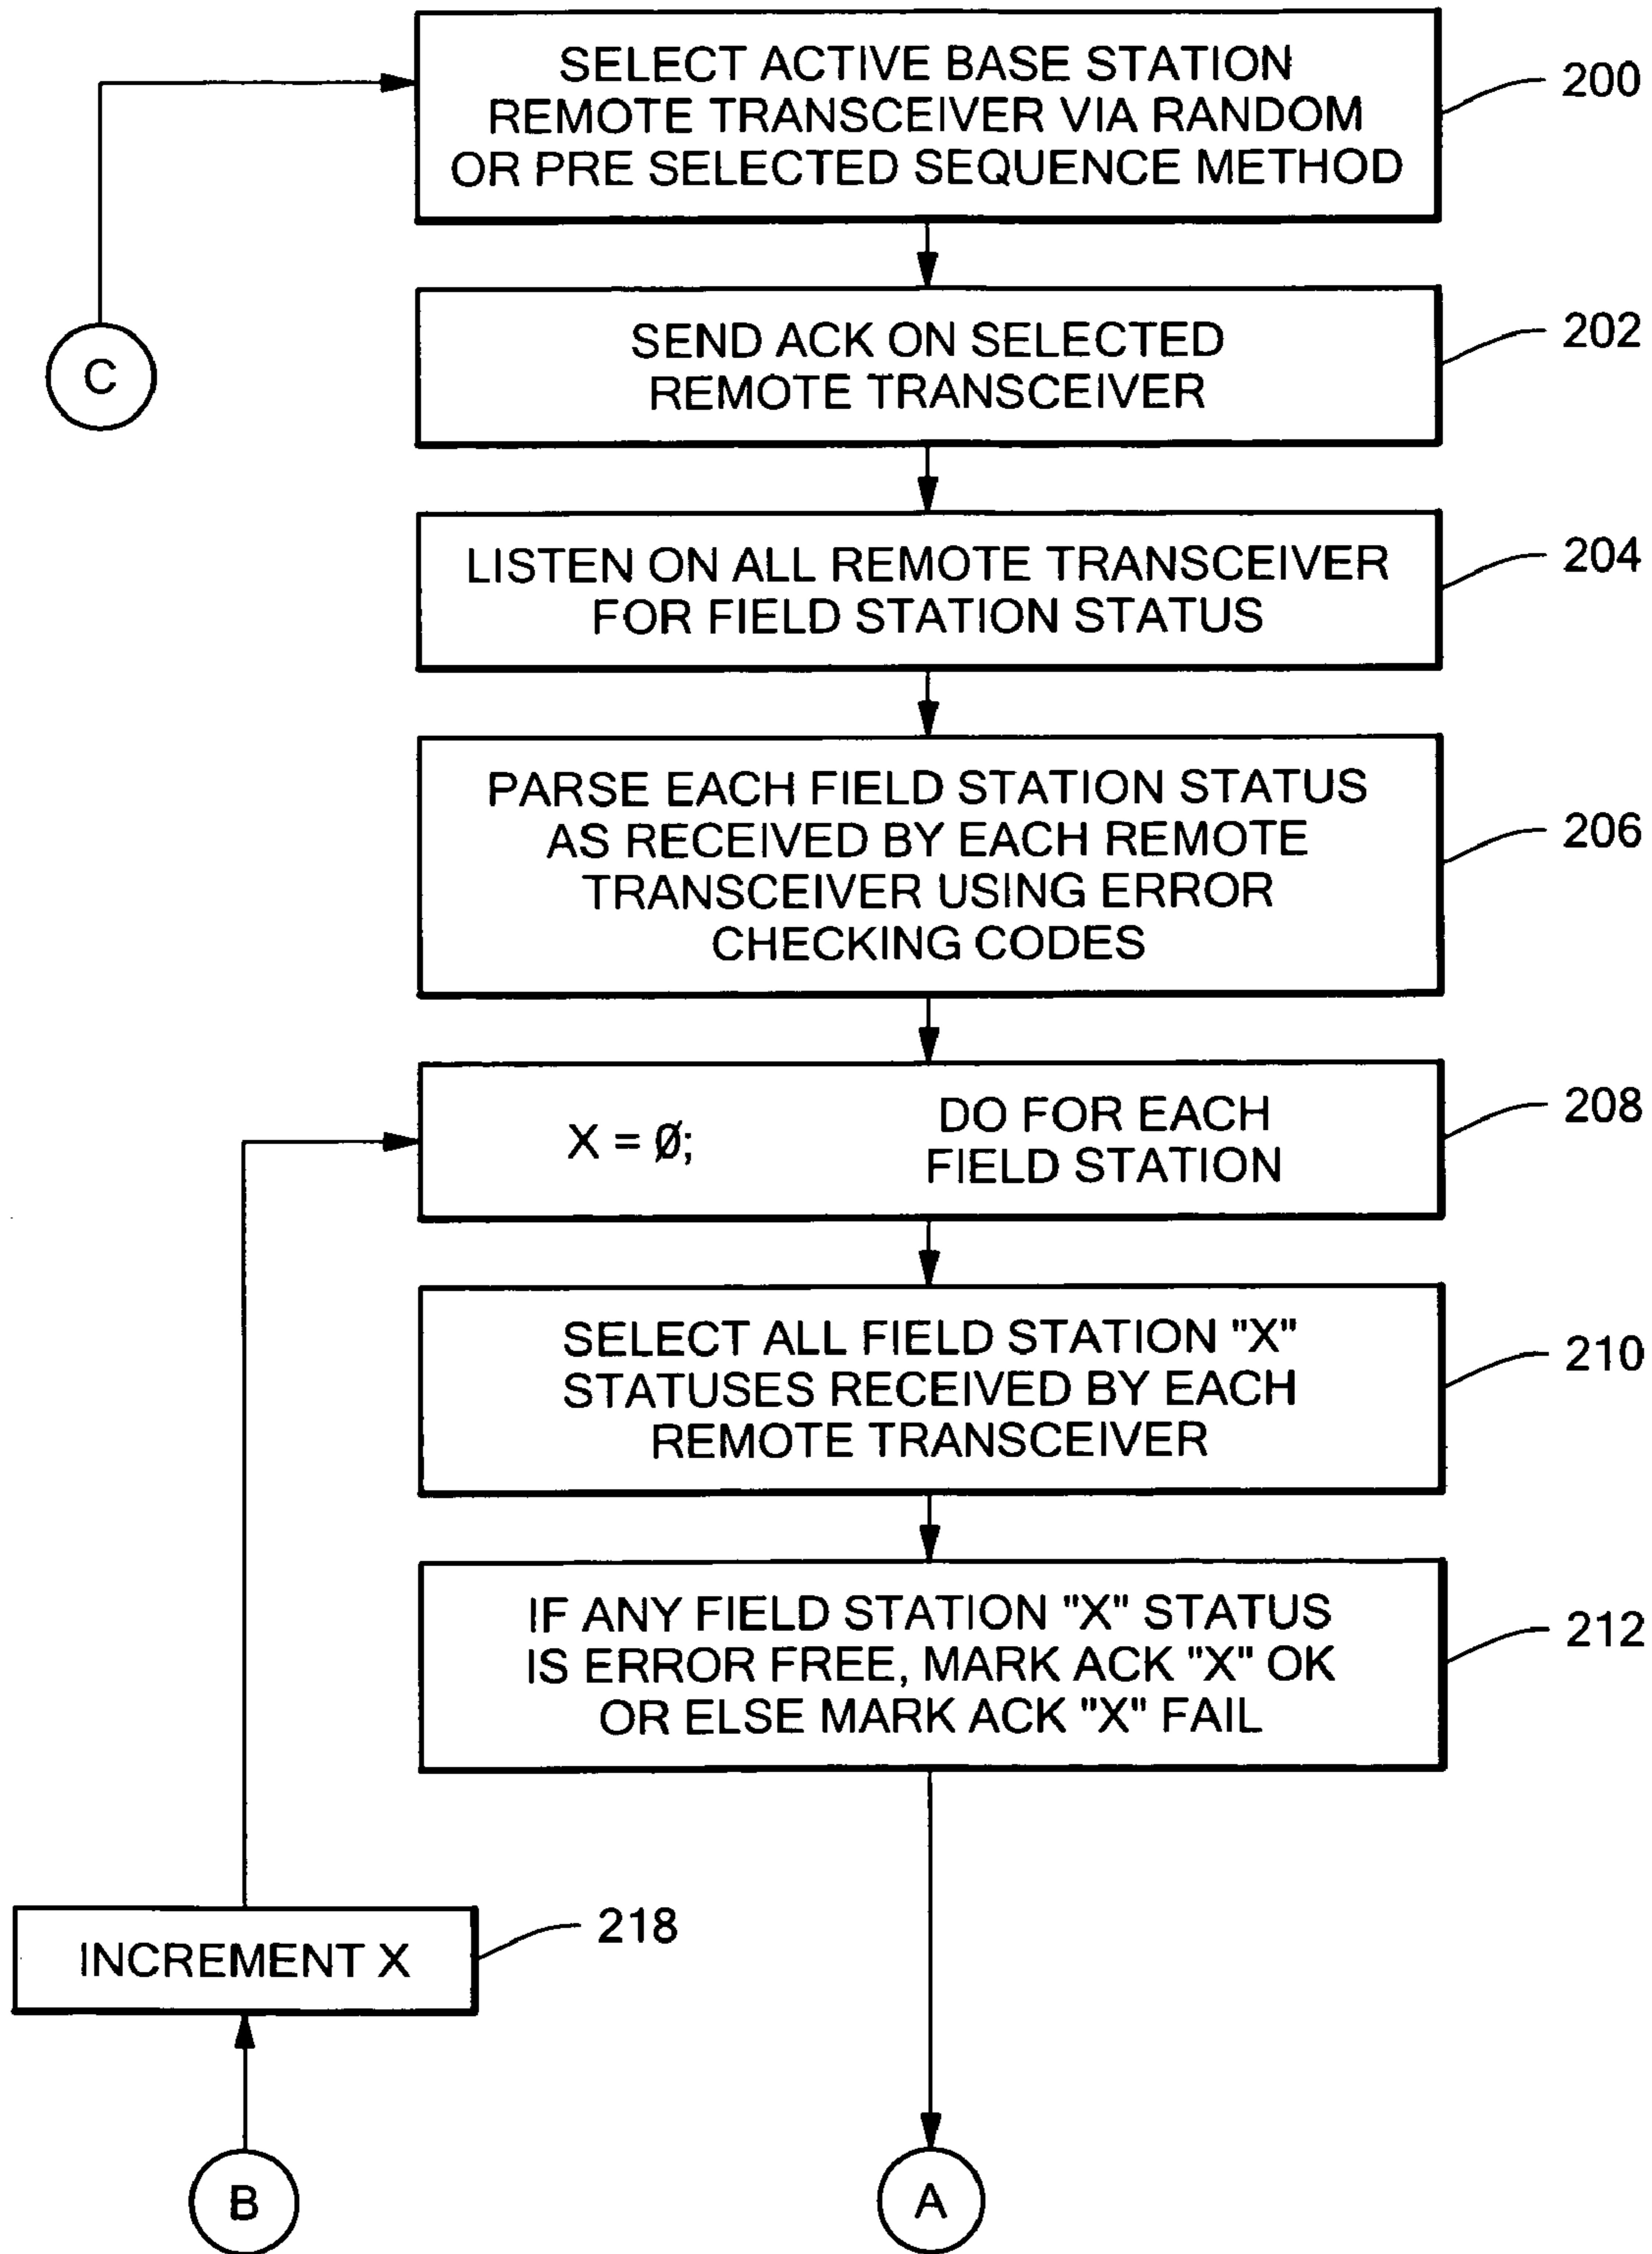 SELECT ACTIVE BASE STATION
REMOTE TRANSCEIVER VIA RANDOM
OR PRE SELECTED SEQUENCE METHOD
200
C
SEND ACK ON SELECTED
REMOTE TRANSCEIVER
202
LISTEN ON ALL REMOTE TRANSCEIVER
FOR FIELD STATION STATUS
204
PARSE EACH FIELD STATION STATUS
AS RECEIVED BY EACH REMOTE
TRANSCEIVER USING ERROR
CHECKING CODES
206
X = Ø;
DO FOR EACH
FIELD STATION
208
SELECT ALL FIELD STATION "X"
STATUSES RECEIVED BY EACH
REMOTE TRANSCEIVER
210
IF ANY FIELD STATION "X" STATUS
IS ERROR FREE, MARK ACK "X" OK
OR ELSE MARK ACK "X" FAIL
212
INCREMENT X
218
B
A